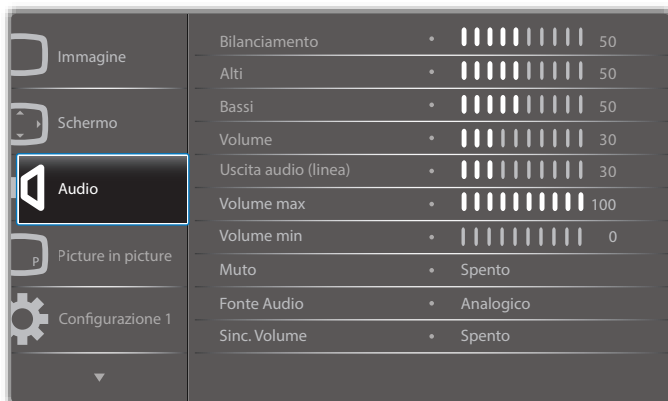 Immagine
Schermo
Audio
P
Picture in picture
Configurazione 1
Bilanciamento • 50
Alti • 50
Bassi • 50
Volume • 30
Uscita audio (linea) • 30
Volume max • 100
Volume min • 0
Muto • Spento
Fonte Audio • Analogico
Sinc. Volume • Spento